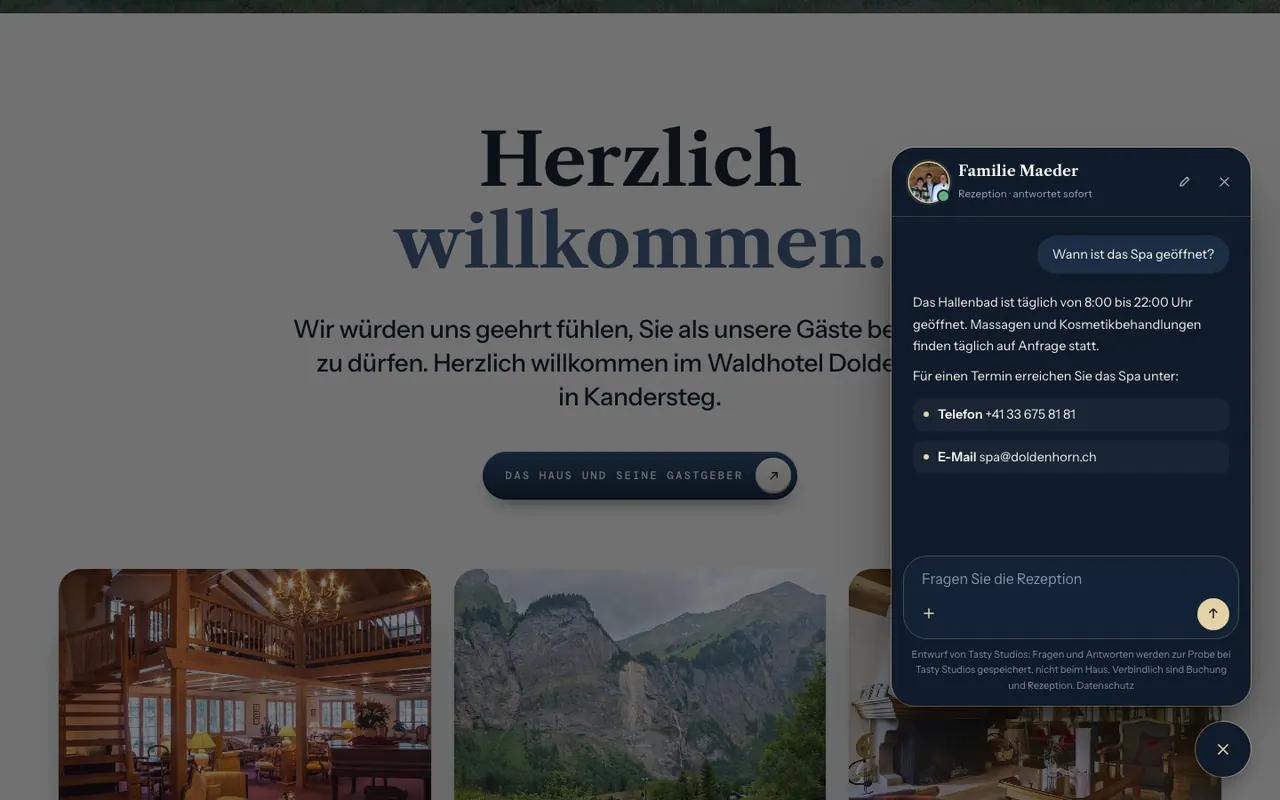 Herzlich
willkommen.
Wir würden uns geehrt fühlen, Sie als unsere Gäste be
zu dürfen. Herzlich willkommen im Waldhotel Dolde
in Kandersteg.
DAS HAUS UND SEINE GASTGEBER
Familie Maeder
Rezeption · antwortet sofort
Wann ist das Spa geöffnet?
Das Hallenbad ist täglich von 8:00 bis 22:00 Uhr
geöffnet. Massagen und Kosmetikbehandlungen
finden täglich auf Anfrage statt.
Für einen Termin erreichen Sie das Spa unter:
Telefon +41 33 675 81 81
E-Mail spa@doldenhorn.ch
Fragen Sie die Rezeption
Entwurf von Tasty Studios: Fragen und Antworten werden zur Probe bei
Tasty Studios gespeichert, nicht beim Haus. Verbindlich sind Buchung
und Rezeption. Datenschutz